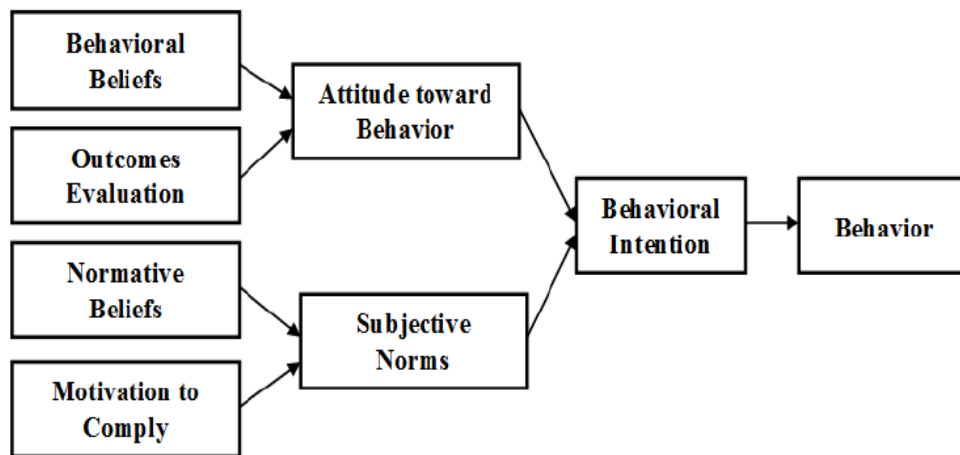 Behavioral
Beliefs
Outcomes
Evaluation
Normative
Beliefs
Motivation to
Comply
Attitude toward
Behavior
Subjective
Norms
Behavioral
Intention
Behavior